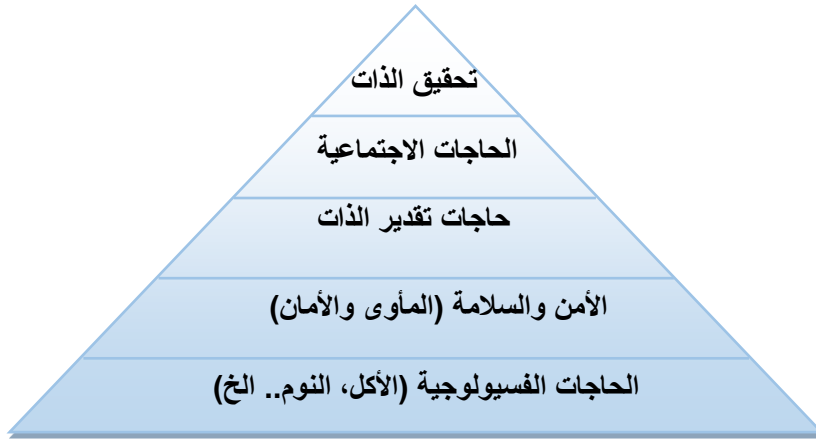 تحقيق الذات
الحاجات الاجتماعية
حاجات تقدير الذات
الأمن والسلامة (المأوى والأمان)
الحاجات الفسيولوجية (الأكل، النوم.. الخ)